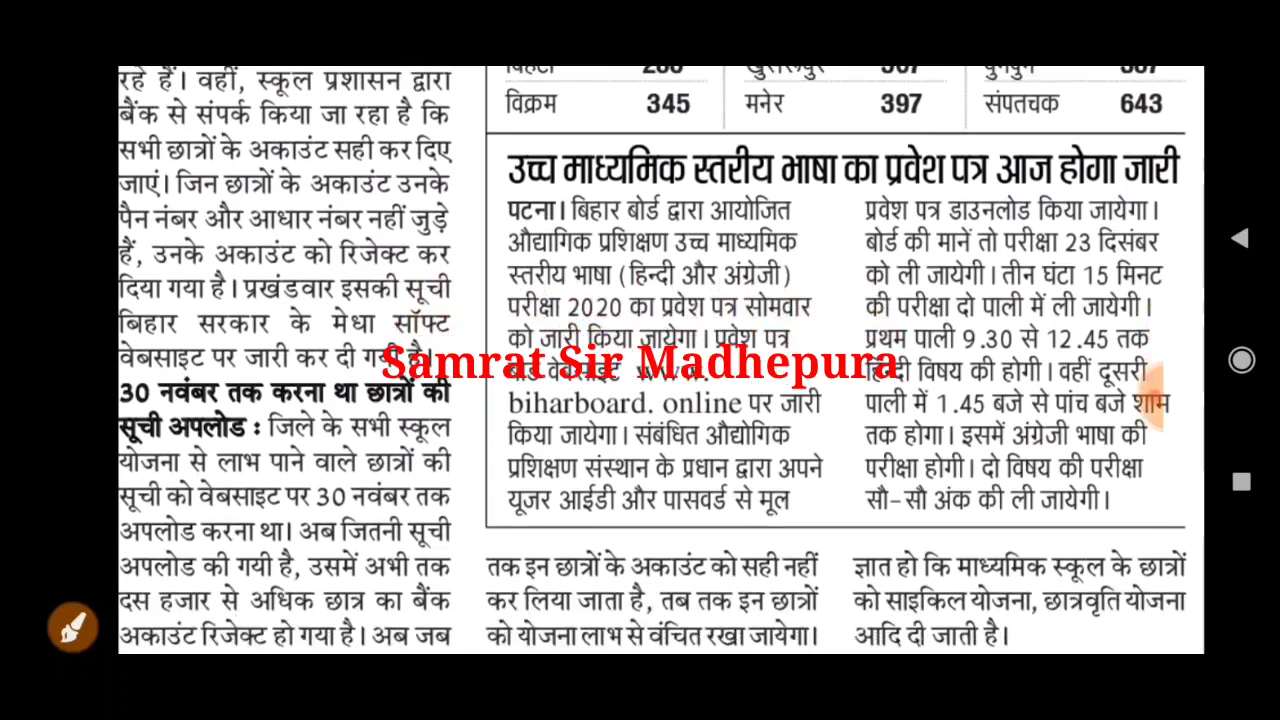 रहे हैं। वहीं, स्कूल प्रशासन द्वारा
बैंक से संपर्क किया जा रहा है कि
सभी छात्रों के अकाउंट सही कर दिए
जाएं। जिन छात्रों के अकाउंट उनके
पैन नंबर और आधार नंबर नहीं जुड़े
हैं, उनके अकाउंट को रिजेक्ट कर
दिया गया है। प्रखंडवार इसकी सूची
बिहार सरकार के मेधा सॉफ्ट
वेबसाइट पर जारी कर दी गयी है।
30 नवंबर तक करना था छात्रों की
सूची अपलोड : जिले के सभी स्कूल
योजना से लाभ पाने वाले छात्रों की
सूची को वेबसाइट पर 30 नवंबर तक
अपलोड करना था। अब जितनी सूची
अपलोड की गयी है, उसमें अभी तक
दस हजार से अधिक छात्र का बैंक
अकाउंट रिजेक्ट हो गया है। अब जब
विक्रम 345 मनेर 397 संपतचक 643
उच्च माध्यमिक स्तरीय भाषा का प्रवेश पत्र आज होगा जारी
पटना। बिहार बोर्ड द्वारा आयोजित
औद्यागिक प्रशिक्षण उच्च माध्यमिक
स्तरीय भाषा (हिन्दी और अंग्रेजी)
परीक्षा 2020 का प्रवेश पत्र सोमवार
को जारी किया जायेगा। प्रवेश पत्र
वेबसाइट www.
biharboard. online पर जारी
किया जायेगा। संबंधित औद्योगिक
प्रशिक्षण संस्थान के प्रधान द्वारा अपने
यूजर आईडी और पासवर्ड से मूल
प्रवेश पत्र डाउनलोड किया जायेगा।
बोर्ड की मानें तो परीक्षा 23 दिसंबर
को ली जायेगी। तीन घंटा 15 मिनट
की परीक्षा दो पाली में ली जायेगी।
प्रथम पाली 9.30 से 12.45 तक
हिन्दी विषय की होगी। वहीं दूसरी
पाली में 1.45 बजे से पांच बजे शाम
तक होगा। इसमें अंग्रेजी भाषा की
परीक्षा होगी। दो विषय की परीक्षा
सौ-सौ अंक की ली जायेगी।
Samrat Sir Madhepura
तक इन छात्रों के अकाउंट को सही नहीं
कर लिया जाता है, तब तक इन छात्रों
को योजना लाभ से वंचित रखा जायेगा।
ज्ञात हो कि माध्यमिक स्कूल के छात्रों
को साइकिल योजना, छात्रवृति योजना
आदि दी जाती है।